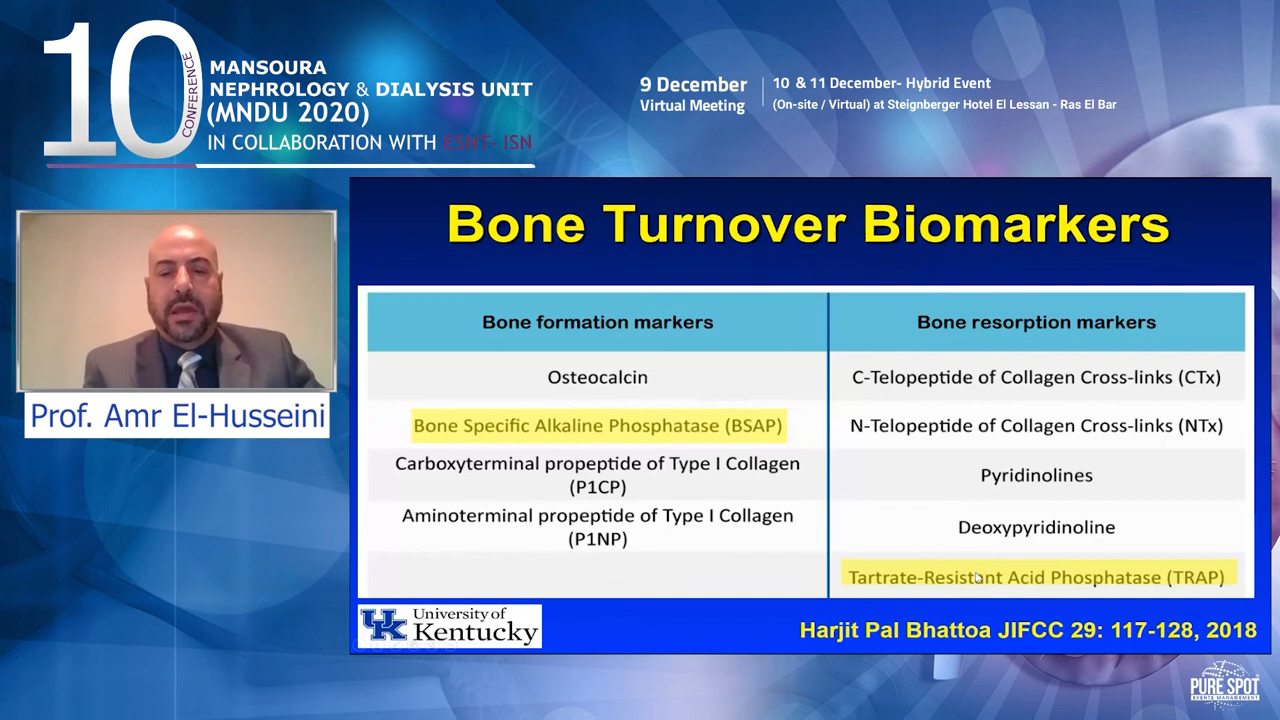 10
CONFERENCE
MANSOURA
NEPHROLOGY & DIALYSIS UNIT
(MNDU 2020)
IN COLLABORATION WITH ESNT- ISN
9 December
Virtual Meeting
10 & 11 December- Hybrid Event
(On-site / Virtual) at Steignberger Hotel El Lessan - Ras El Bar
Prof. Amr El-Husseini
Bone Turnover Biomarkers
Bone formation markers
Bone resorption markers
Osteocalcin
C-Telopeptide of Collagen Cross-links (CTx)
Bone Specific Alkaline Phosphatase (BSAP)
N-Telopeptide of Collagen Cross-links (NTx)
Carboxyterminal propeptide of Type I Collagen
(P1CP)
Pyridinolines
Aminoterminal propeptide of Type I Collagen
(P1NP)
Deoxypyridinoline
Tartrate-Resistant Acid Phosphatase (TRAP)
UK
University of
Kentucky
Harjit Pal Bhattoa JIFCC 29: 117-128, 2018
PURE SPOT
EVENTS MANAGEMENT